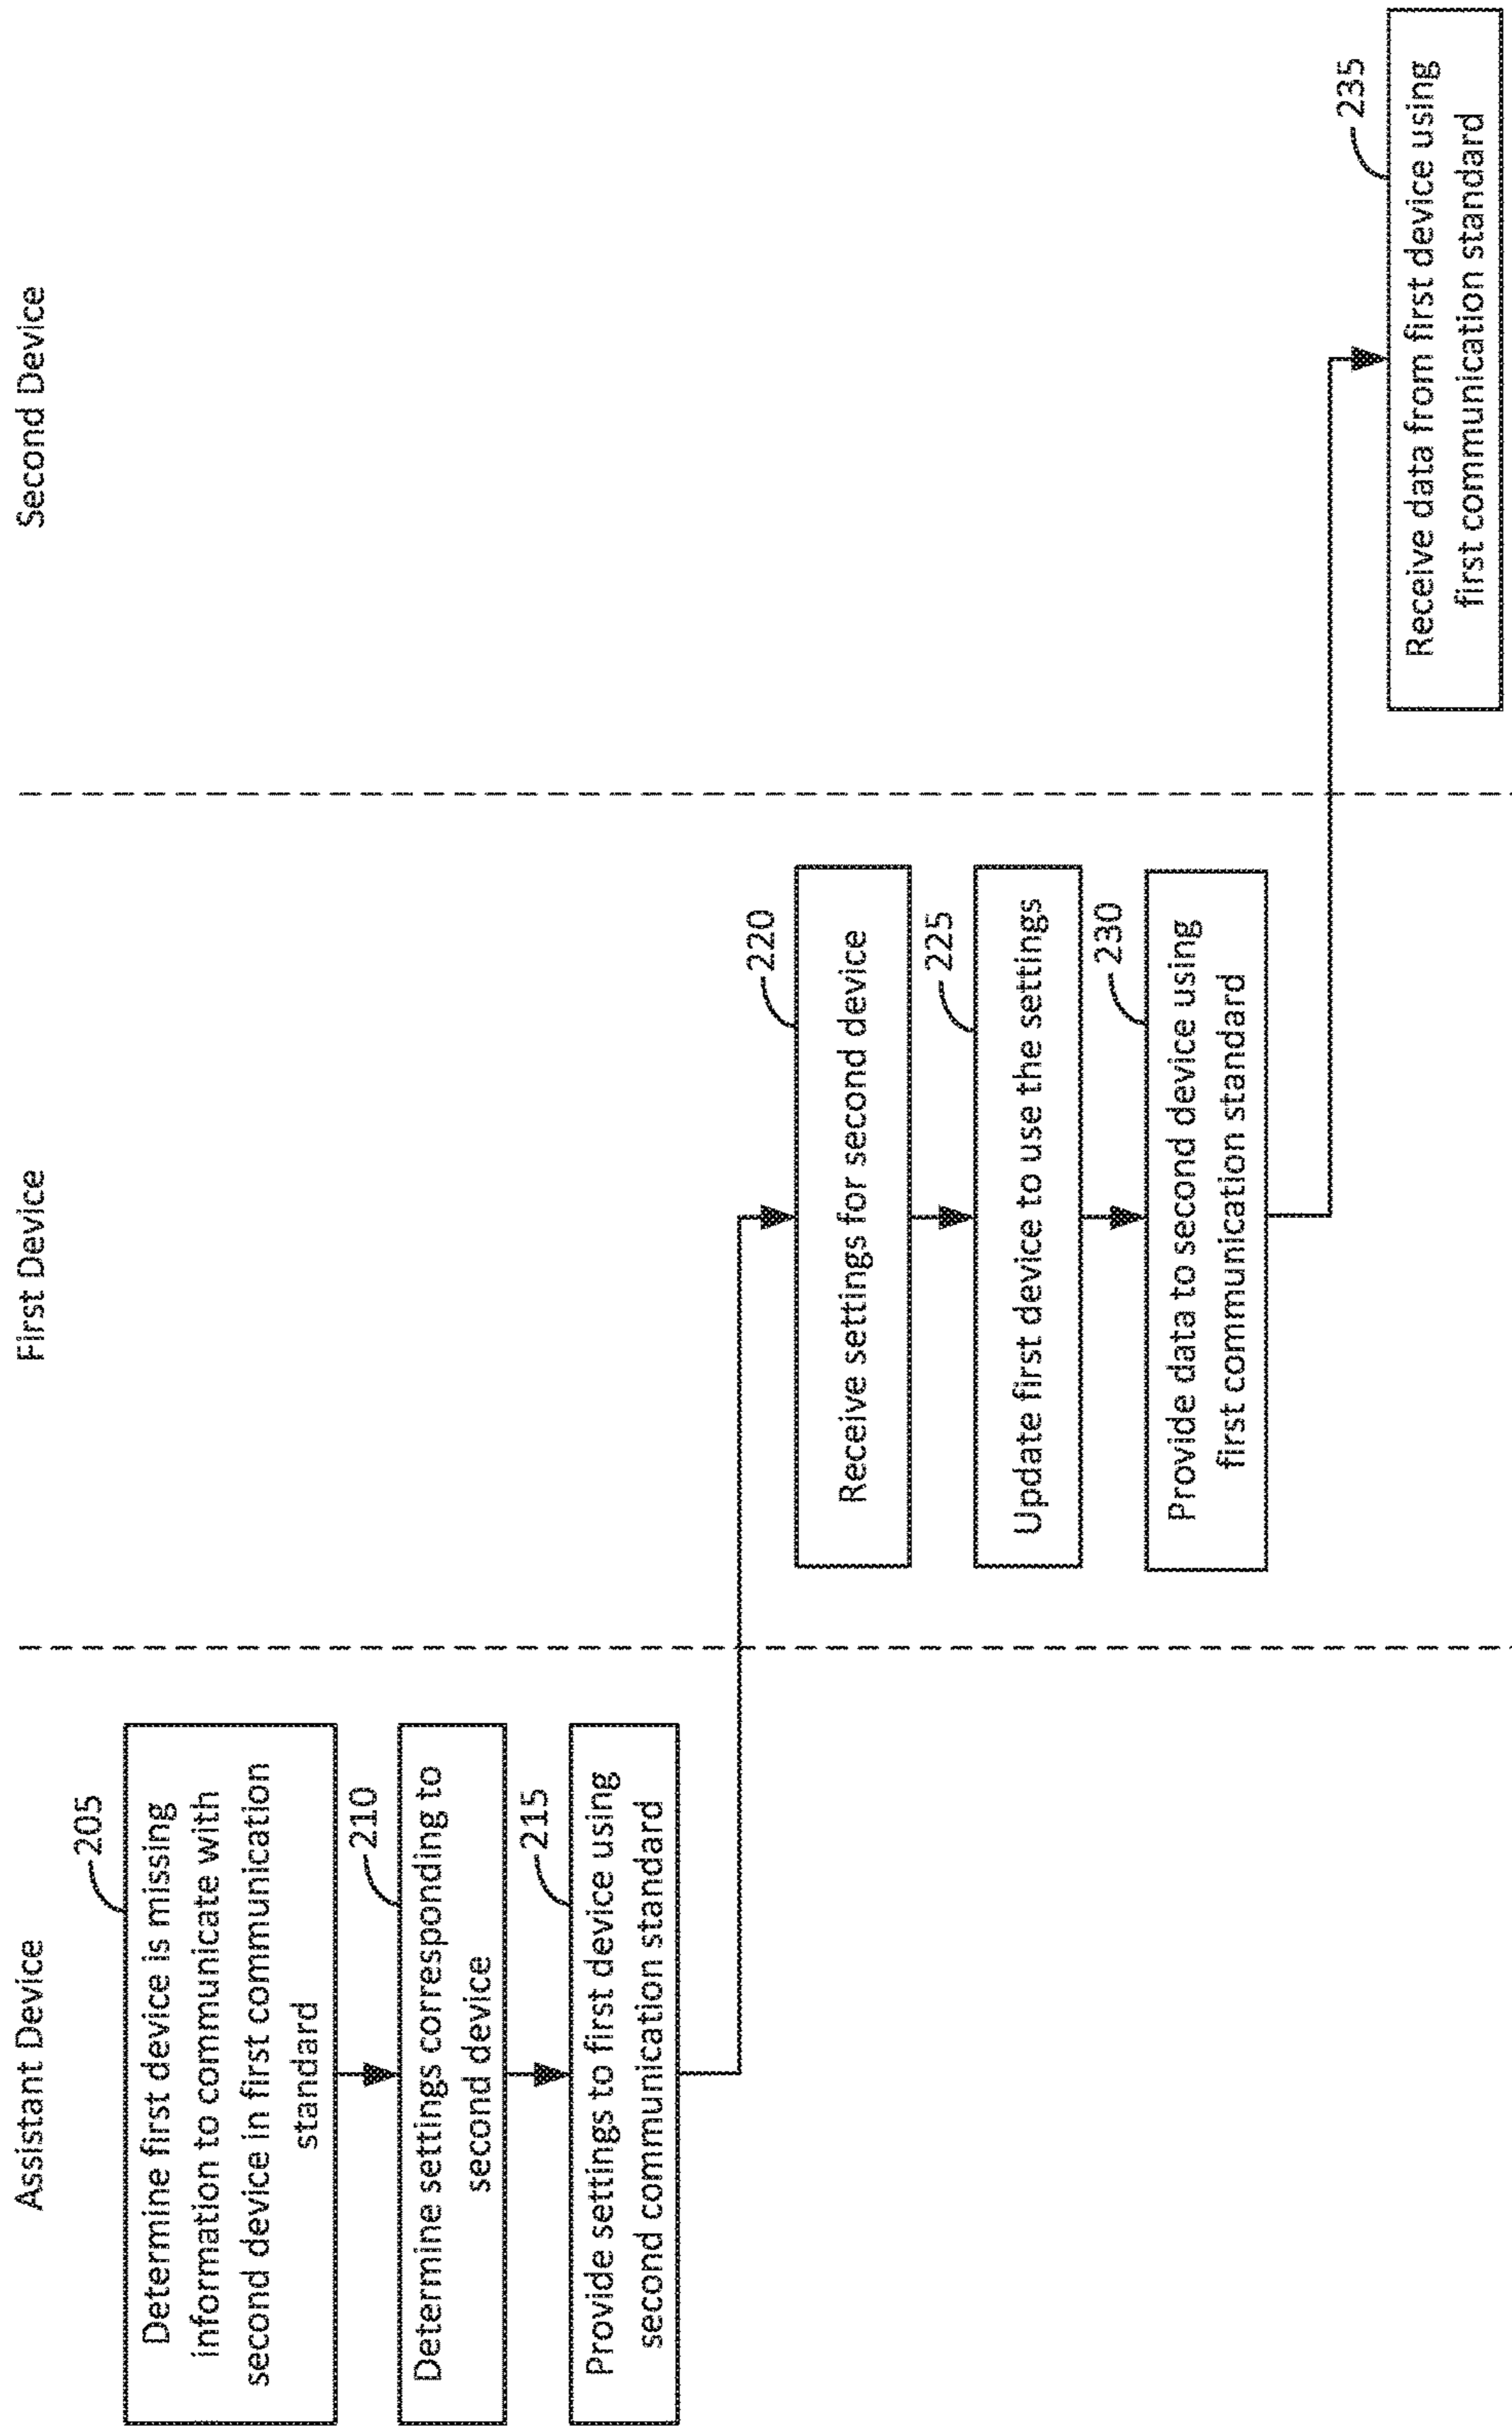 Assistant Device
First Device
Second Device
205
Determine first device is missing
information to communicate with
second device in first communication
standard
210
Determine settings corresponding to
second device
215
Provide settings to first device using
second communication standard
220
Receive settings for second device
225
Update first device to use the settings
230
Provide data to second device using
first communication standard
235
Receive data from first device using
first communication standard